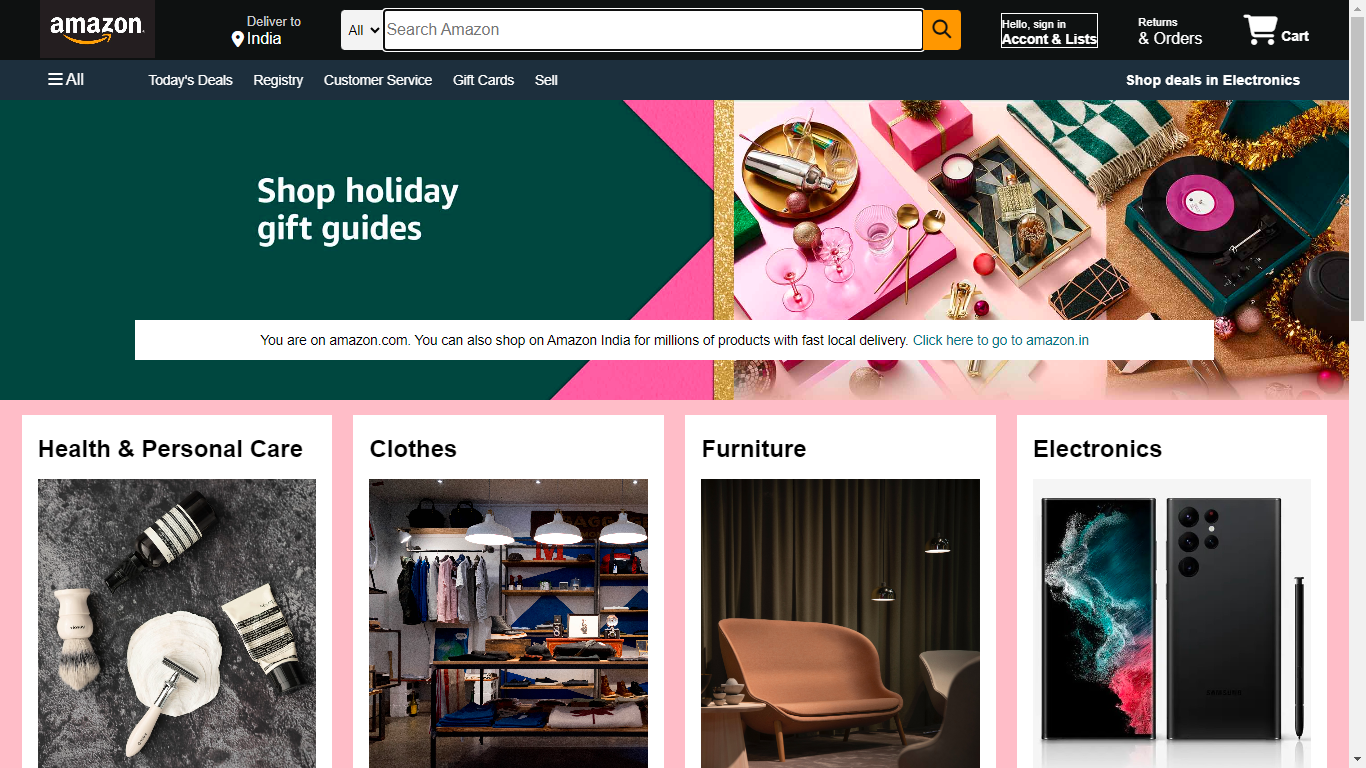 amazon
Deliver to
India
All
Search Amazon
Hello, sign in
Accont & Lists
Returns
& Orders
Cart
All
Today's Deals
Registry
Customer Service
Gift Cards
Sell
Shop deals in Electronics
Shop holiday
gift guides
You are on amazon.com. You can also shop on Amazon India for millions of products with fast local delivery. Click here to go to amazon.in
Health & Personal Care
Clothes
Furniture
Electronics
M
SAMSUNG